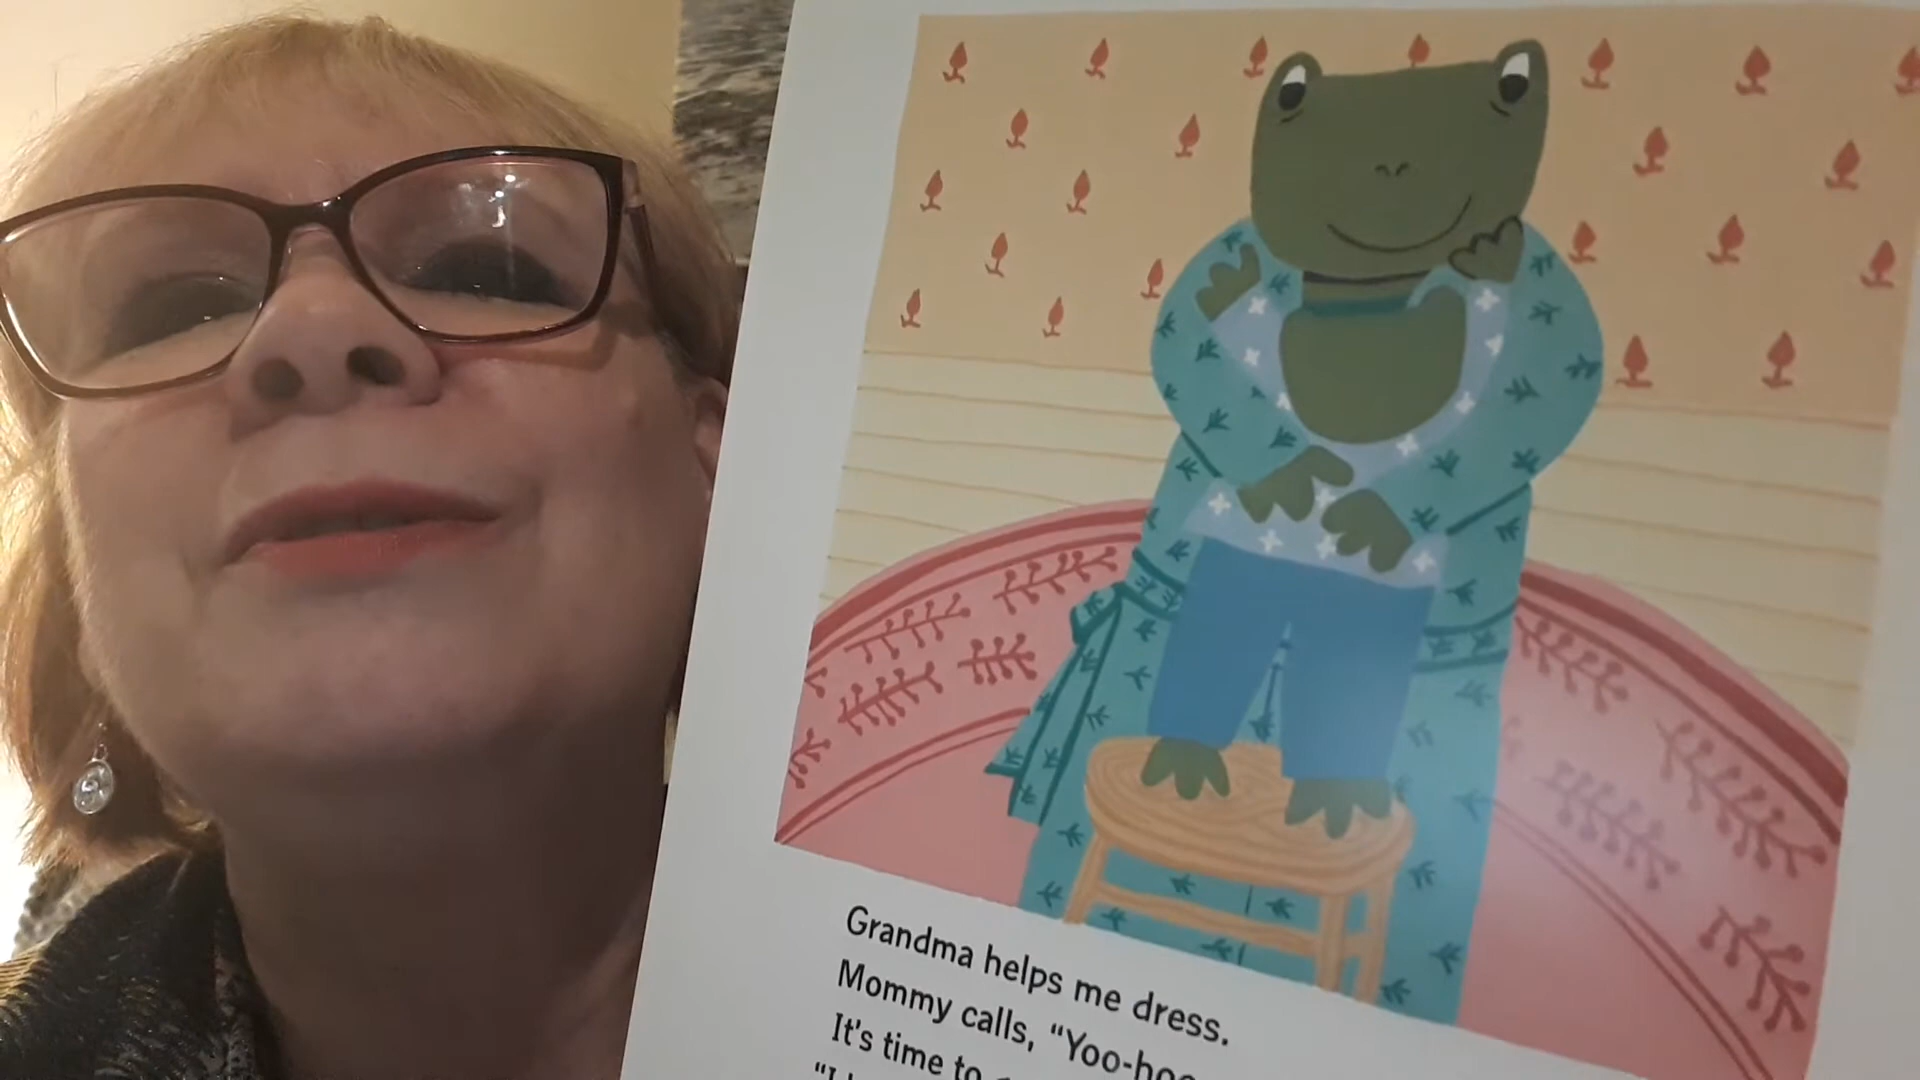 Grandma helps me dress.
Mommy calls, “Yoo-hoo
It’s time to
“I